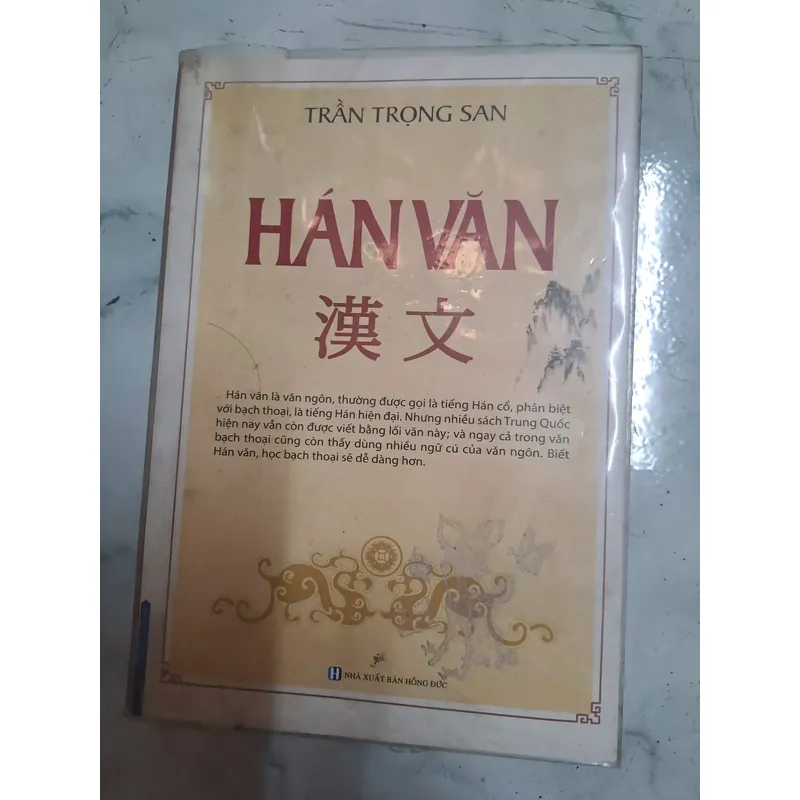 TRẦN TRỌNG SAN
HÁN VĂN
漢文
Hán văn là văn ngôn, thường được gọi là tiếng Hán cổ, phân biệt
với bạch thoại, là tiếng Hán hiện đại. Nhưng nhiều sách Trung Quốc
hiện nay vẫn còn được viết bằng lối văn này; và ngay cả trong văn
bạch thoại cũng còn thấy dùng nhiều ngữ cú của văn ngôn. Biết
Hán văn, học bạch thoại sẽ dễ dàng hơn.
H NHÀ XUẤT BẢN HỒNG ĐỨC